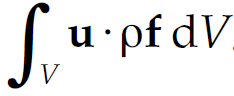 ∫_V u · ρf dV.